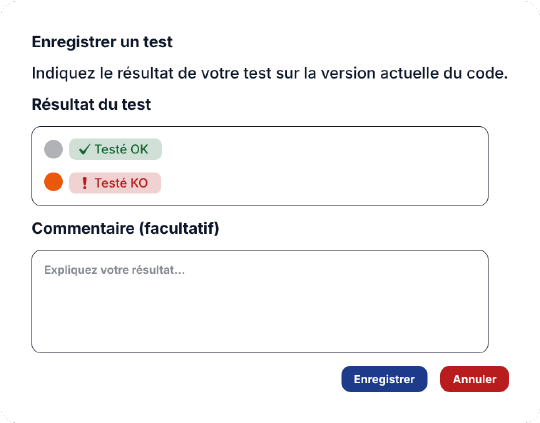 Enregistrer un test
Indiquez le résultat de votre test sur la version actuelle du code.
Résultat du test
Testé OK
Testé KO
Commentaire (facultatif)
Expliquez votre résultat...
Enregistrer
Annuler